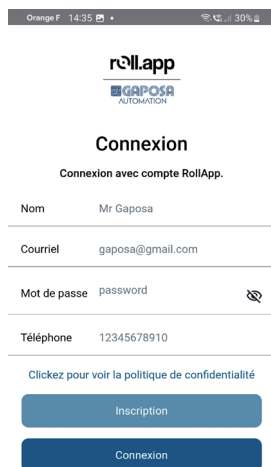 Orange F 14:35 30%
roll.app
GAPOSA
AUTOMATION
Connexion
Connexion avec compte RollApp.
Nom Mr Gaposa
Courriel gaposa@gmail.com
Mot de passe password
Téléphone 12345678910
Clickez pour voir la politique de confidentialité
Inscription
Connexion